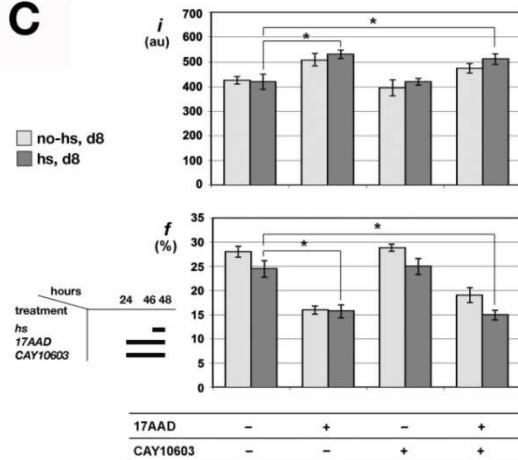 C
i
(au)
700
600
500
400
300
200
100
0
*
*
no-hs, d8
hs, d8
f
(%)
35
30
25
20
15
10
5
0
*
*
hours
24 46 48
treatment
hs
17AAD
CAY10603
17AAD – + – +
CAY10603 – – + +